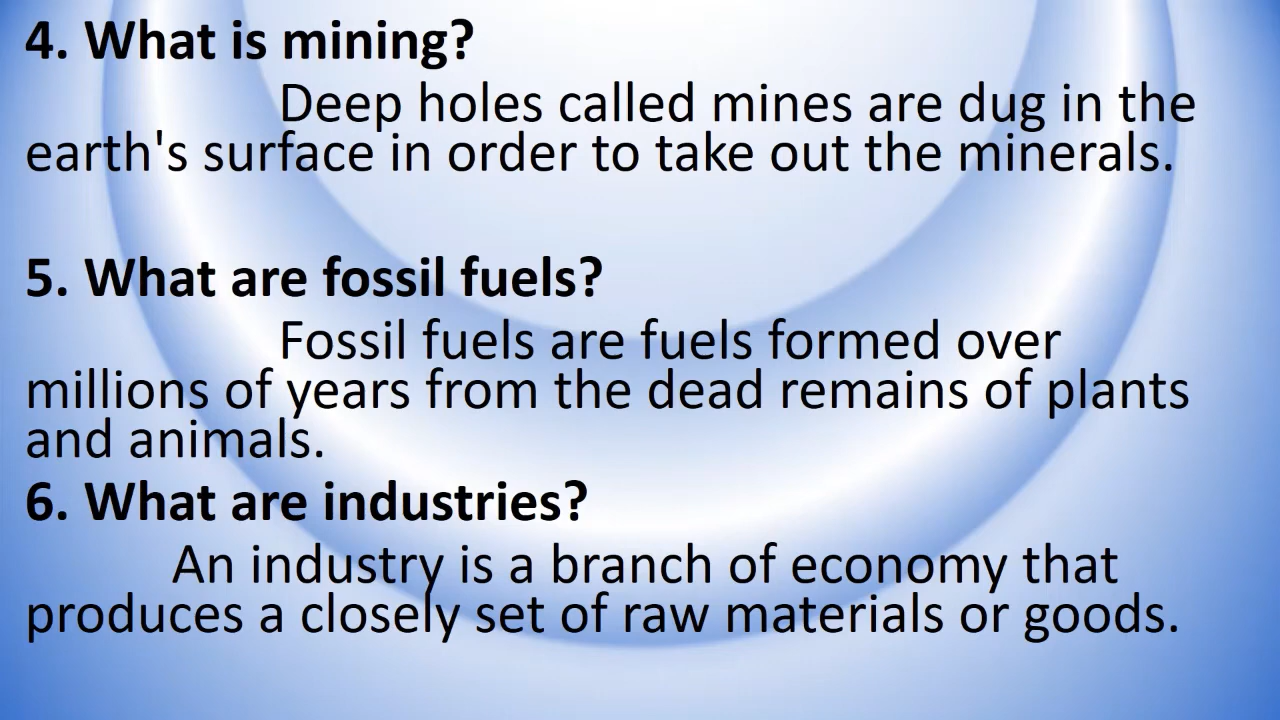 4. What is mining?
Deep holes called mines are dug in the
earth's surface in order to take out the minerals.
5. What are fossil fuels?
Fossil fuels are fuels formed over
millions of years from the dead remains of plants
and animals.
6. What are industries?
An industry is a branch of economy that
produces a closely set of raw materials or goods.